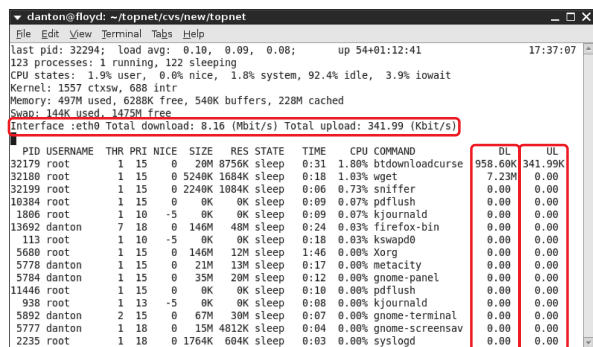 danton@floyd: ~/topnet/cvs/new/topnet
File Edit View Terminal Tabs Help
last pid: 32294; load avg: 0.10, 0.09, 0.08; up 54+01:12:41 17:37:07
123 processes: 1 running, 122 sleeping
CPU states: 1.9% user, 0.0% nice, 1.8% system, 92.4% idle, 3.9% iowait
Kernel: 1557 ctxsw, 688 intr
Memory: 497M used, 6288K free, 540K buffers, 228M cached
Swap: 144K used, 1475M free
Interface :eth0 Total download: 8.16 (Mbit/s) Total upload: 341.99 (Kbit/s)
PID USERNAME THR PRI NICE SIZE RES STATE TIME CPU COMMAND DL UL
32179 root 1 15 0 20M 8756K sleep 0:31 1.80% btdownloadcurse 958.60K 341.99K
32180 root 1 15 0 5240K 1684K sleep 0:18 1.03% wget 7.23M 0.00
32199 root 1 15 0 2240K 1084K sleep 0:06 0.73% sniffer 0.00 0.00
10384 root 1 15 0 0K 0K sleep 0:09 0.07% pdflush 0.00 0.00
1806 root 1 10 -5 0K 0K sleep 0:09 0.07% kjournald 0.00 0.00
13692 danton 7 18 0 146M 48M sleep 0:24 0.03% firefox-bin 0.00 0.00
113 root 1 10 -5 0K 0K sleep 0:18 0.03% kswapd0 0.00 0.00
5680 root 1 15 0 146M 12M sleep 1:46 0.00% Xorg 0.00 0.00
5778 danton 1 15 0 21M 13M sleep 0:17 0.00% metacity 0.00 0.00
5784 danton 1 15 0 35M 20M sleep 0:12 0.00% gnome-panel 0.00 0.00
11446 root 1 15 0 0K 0K sleep 0:10 0.00% pdflush 0.00 0.00
938 root 1 13 -5 0K 0K sleep 0:08 0.00% kjournald 0.00 0.00
5892 danton 2 15 0 67M 30M sleep 0:07 0.00% gnome-terminal 0.00 0.00
5777 danton 1 18 0 15M 4812K sleep 0:04 0.00% gnome-screensav 0.00 0.00
2235 root 1 18 0 1764K 604K sleep 0:03 0.00% syslogd 0.00 0.00